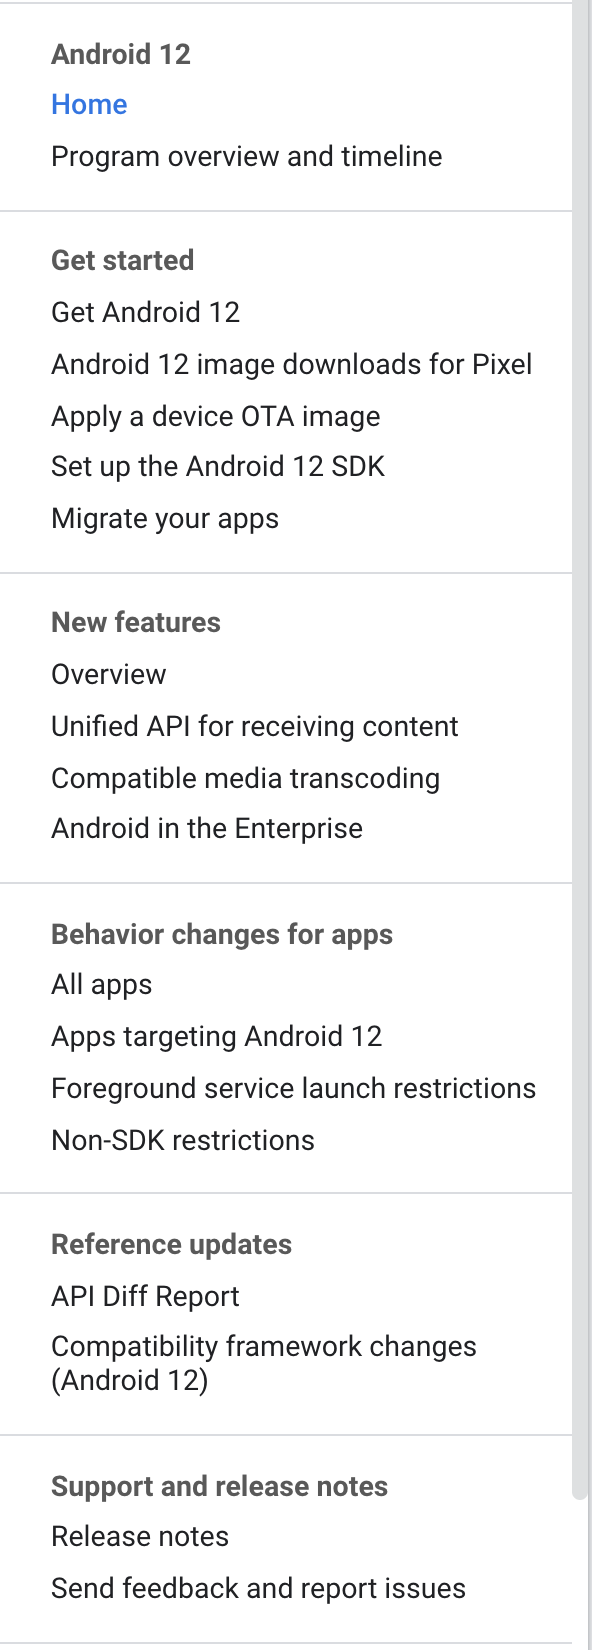 Android 12
Home
Program overview and timeline
Get started
Get Android 12
Android 12 image downloads for Pixel
Apply a device OTA image
Set up the Android 12 SDK
Migrate your apps
New features
Overview
Unified API for receiving content
Compatible media transcoding
Android in the Enterprise
Behavior changes for apps
All apps
Apps targeting Android 12
Foreground service launch restrictions
Non-SDK restrictions
Reference updates
API Diff Report
Compatibility framework changes
(Android 12)
Support and release notes
Release notes
Send feedback and report issues